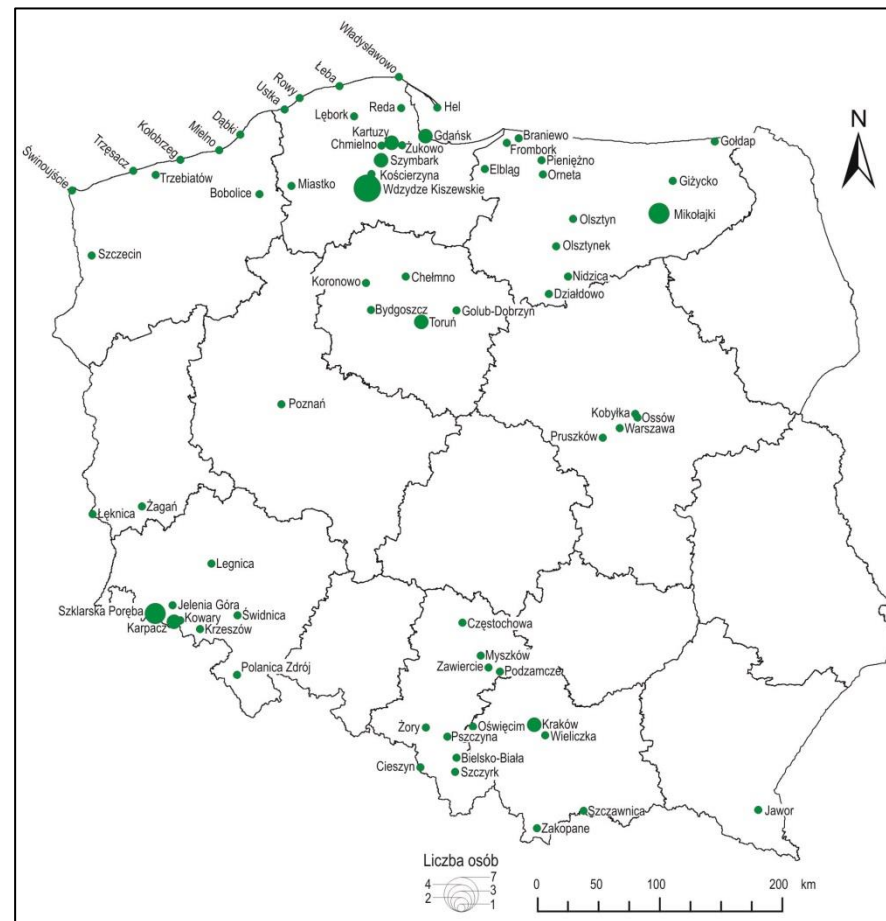 Władysławowo
Łeba
Rowy
Ustka
Hel
Reda
Lębork
Dąbki
Mielno
Kołobrzeg
Trzęsacz
Świnoujście
Kartuzy
Gdańsk
Chmielno
Żukowo
Szymbark
Kościerzyna
Wdzydze Kiszewskie
Miastko
Trzebiatów
Bobolice
Szczecin
Braniewo
Frombork
Pieniężno
Elbląg
Orneta
Gołdap
Giżycko
Mikołajki
Olsztyn
Olsztynek
Nidzica
Działdowo
N
Koronowo
Chełmno
Bydgoszcz
Golub-Dobrzyń
Toruń
Poznań
Kobyłka
Ossów
Warszawa
Pruszków
Łęknica
Żagań
Legnica
Szklarska Poręba
Jelenia Góra
Kowary
Świdnica
Karpacz
Krzeszów
Polanica Zdrój
Częstochowa
Myszków
Zawiercie
Podzamcze
Żory
Oświęcim
Kraków
Pszczyna
Wieliczka
Bielsko-Biała
Cieszyn
Szczyrk
Szczawnica
Zakopane
Jawor
Liczba osób
7
4
3
2
1
0 50 100 200 km